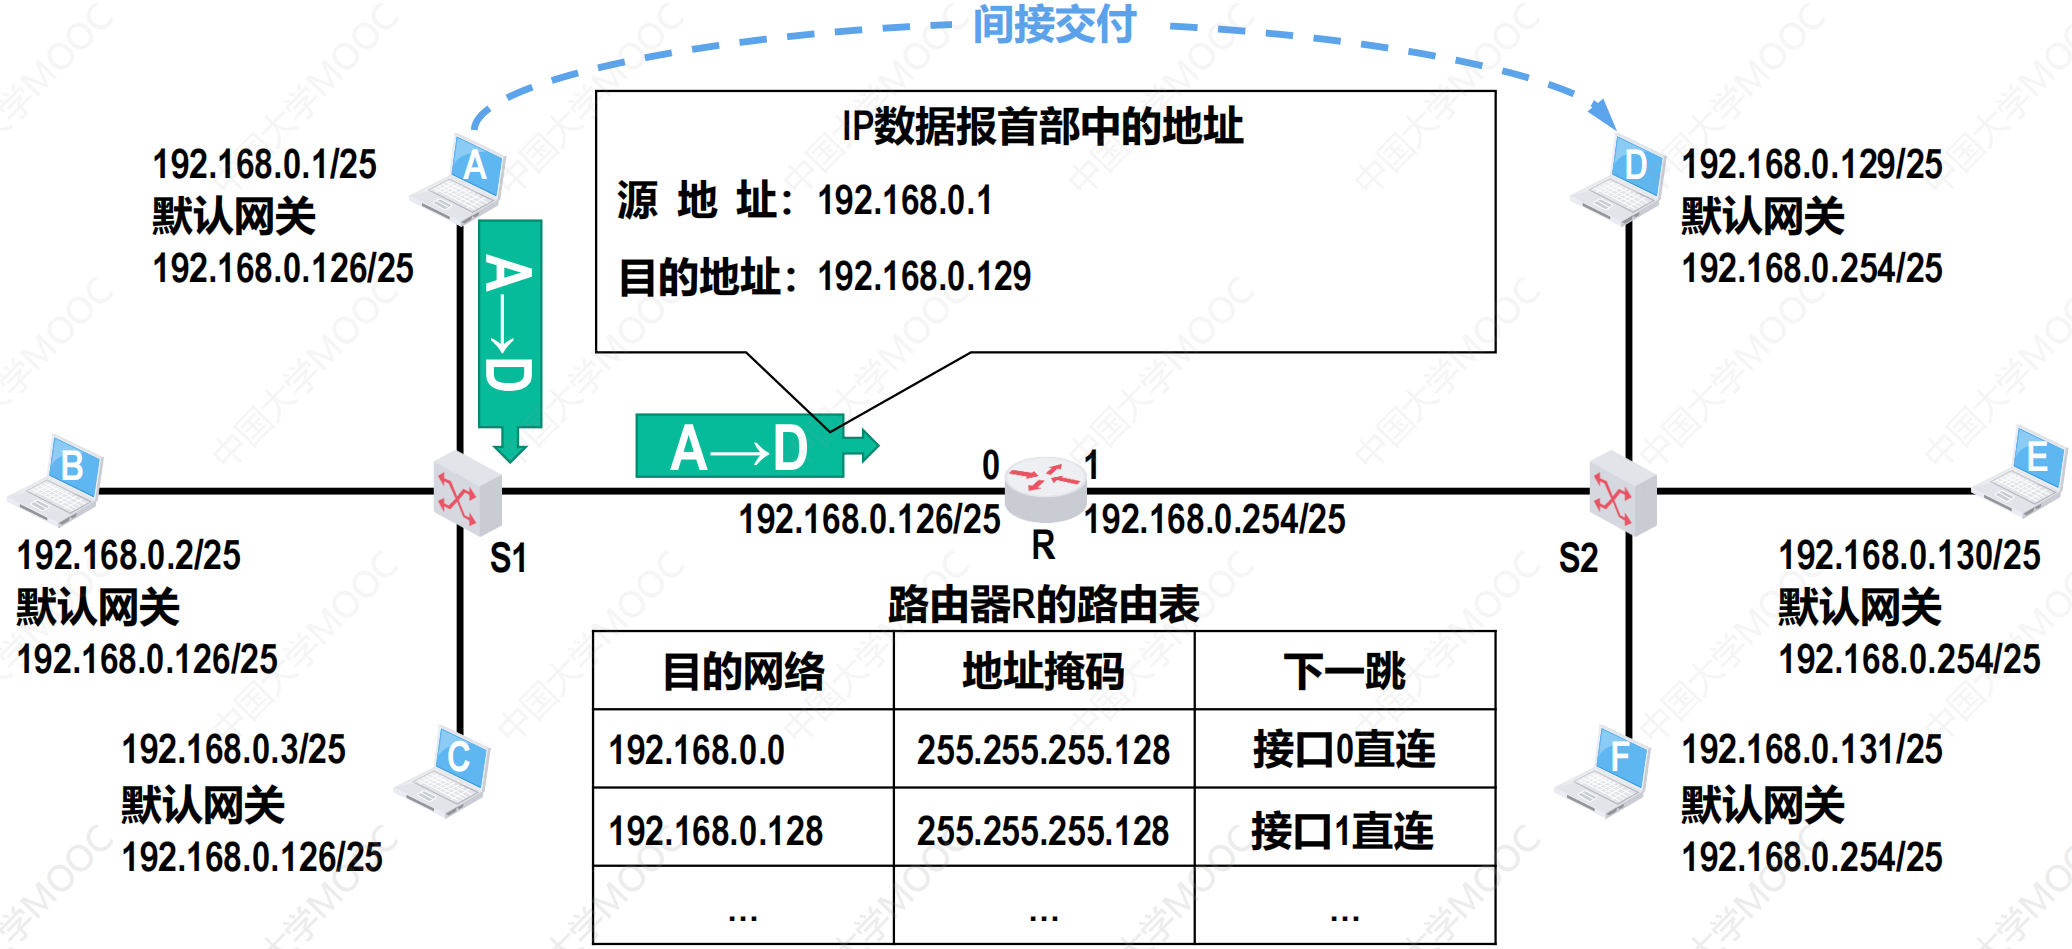 间接交付
IP数据报首部中的地址
源 地 址：192.168.0.1
目的地址：192.168.0.129
192.168.0.1/25
默认网关
192.168.0.126/25
A
A→D
D
192.168.0.129/25
默认网关
192.168.0.254/25
A→D
B
192.168.0.2/25
默认网关
192.168.0.126/25
S1
0
1
192.168.0.126/25
192.168.0.254/25
R
S2
E
192.168.0.130/25
默认网关
192.168.0.254/25
C
192.168.0.3/25
默认网关
192.168.0.126/25
路由器R的路由表
目的网络 地址掩码 下一跳
192.168.0.0 255.255.255.128 接口0直连
192.168.0.128 255.255.255.128 接口1直连
... ... ...
F
192.168.0.131/25
默认网关
192.168.0.254/25
中国大学MOOC